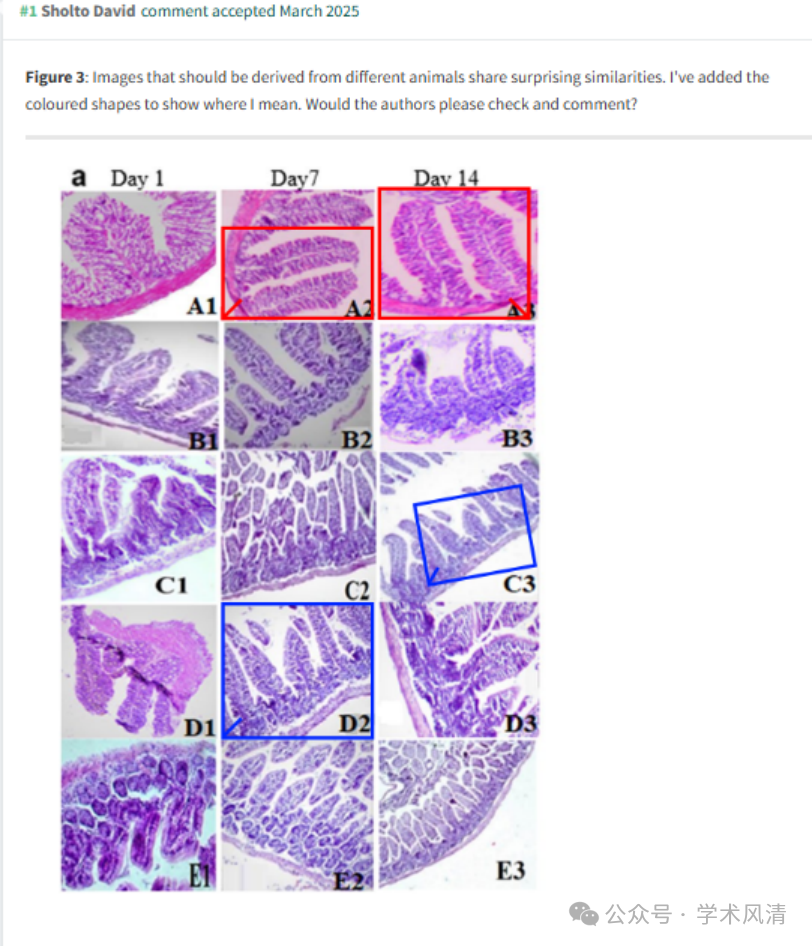 #1 Sholto David comment accepted March 2025
Figure 3: Images that should be derived from different animals share surprising similarities. I've added the
coloured shapes to show where I mean. Would the authors please check and comment?
a Day 1 Day7 Day 14
A1 A2 A3
B1 B2 B3
C1 C2 C3
D1 D2 D3
E1 E2 E3
公众号 · 学术风清